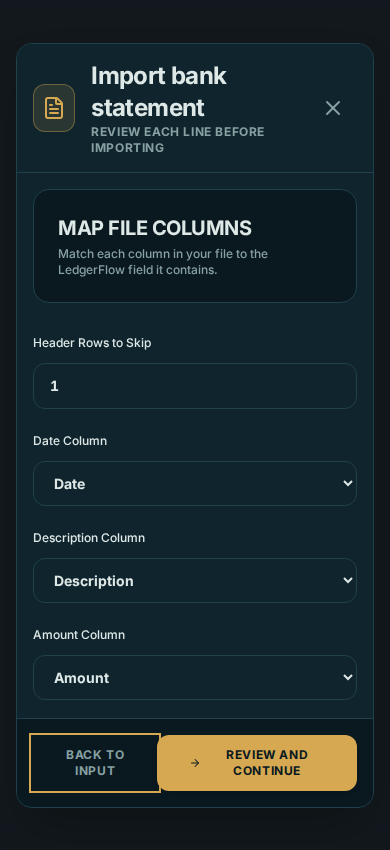 Import bank
statement
REVIEW EACH LINE BEFORE
IMPORTING
MAP FILE COLUMNS
Match each column in your file to the
LedgerFlow field it contains.
Header Rows to Skip
1
Date Column
Date
Description Column
Description
Amount Column
Amount
BACK TO
INPUT
REVIEW AND
CONTINUE